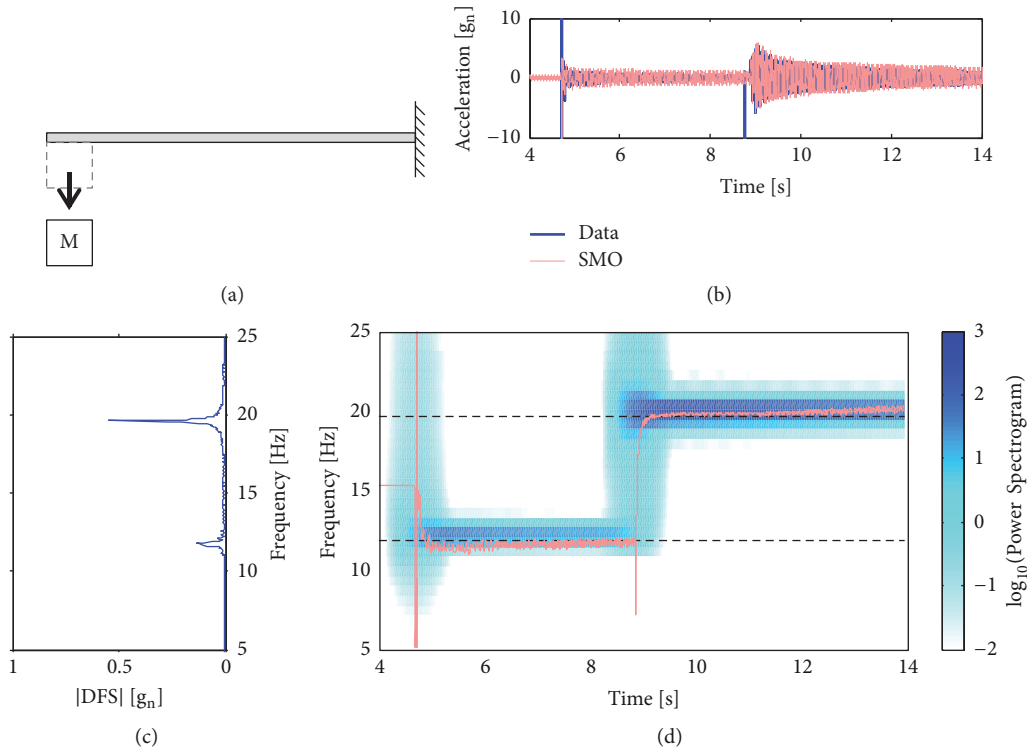 M
(a)
10
0
−10
Acceleration [gn]
4 6 8 10 12 14
Time [s]
Data
SMO
(b)
25
20
15
10
5
Frequency [Hz]
1 0.5 0
|DFS| [gn]
(c)
25
20
15
10
5
Frequency [Hz]
4 6 8 10 12 14
Time [s]
(d)
3
2
1
0
−1
−2
log10(Power Spectrogram)